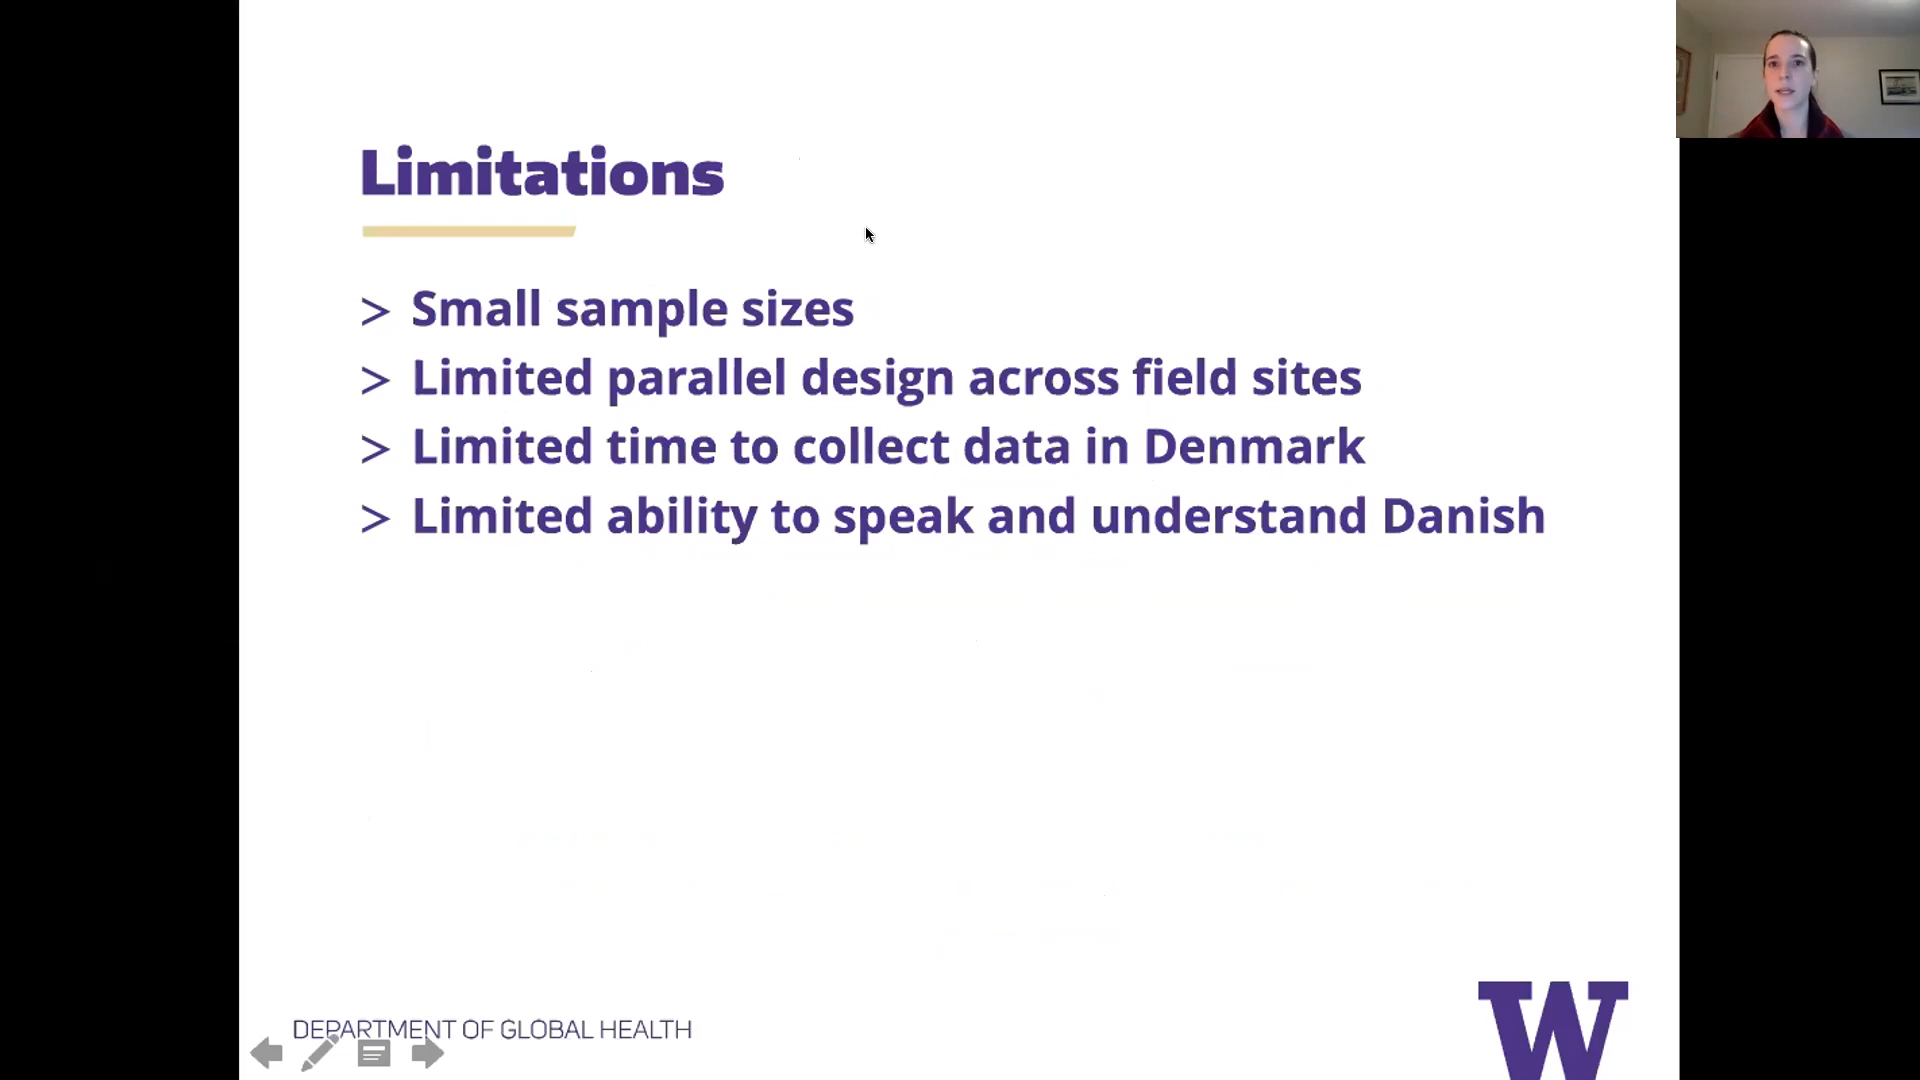 Limitations
> Small sample sizes
> Limited parallel design across field sites
> Limited time to collect data in Denmark
> Limited ability to speak and understand Danish
DEPARTMENT OF GLOBAL HEALTH
W